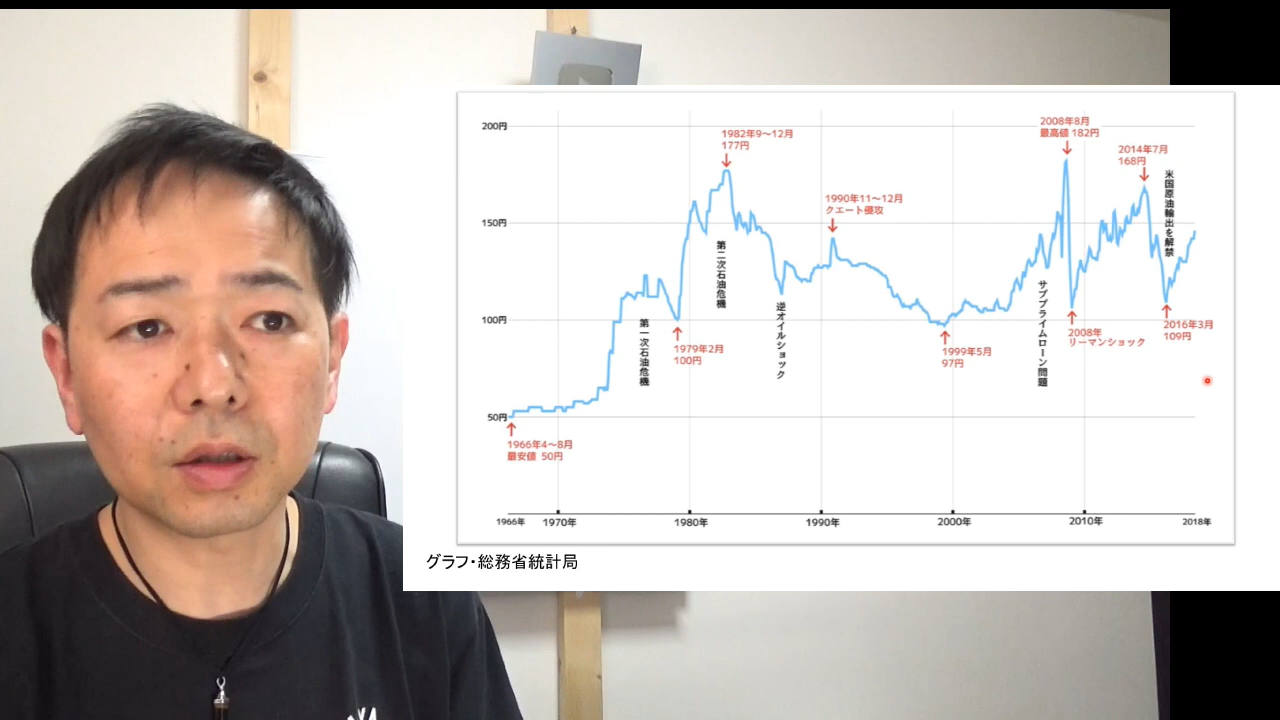 200円
150円
100円
50円
1982年9〜12月
177円
1990年11〜12月
クエート侵攻
2008年8月
最高値 182円
2014年7月
168円
米国原油輸出を解禁
第二次石油危機
第一次石油危機
逆オイルショック
サブプライムローン問題
1979年2月
100円
1999年5月
97円
2008年
リーマンショック
2016年3月
109円
1966年4〜8月
最安値 50円
1966年 1970年 1980年 1990年 2000年 2010年 2018年
グラフ・総務省統計局